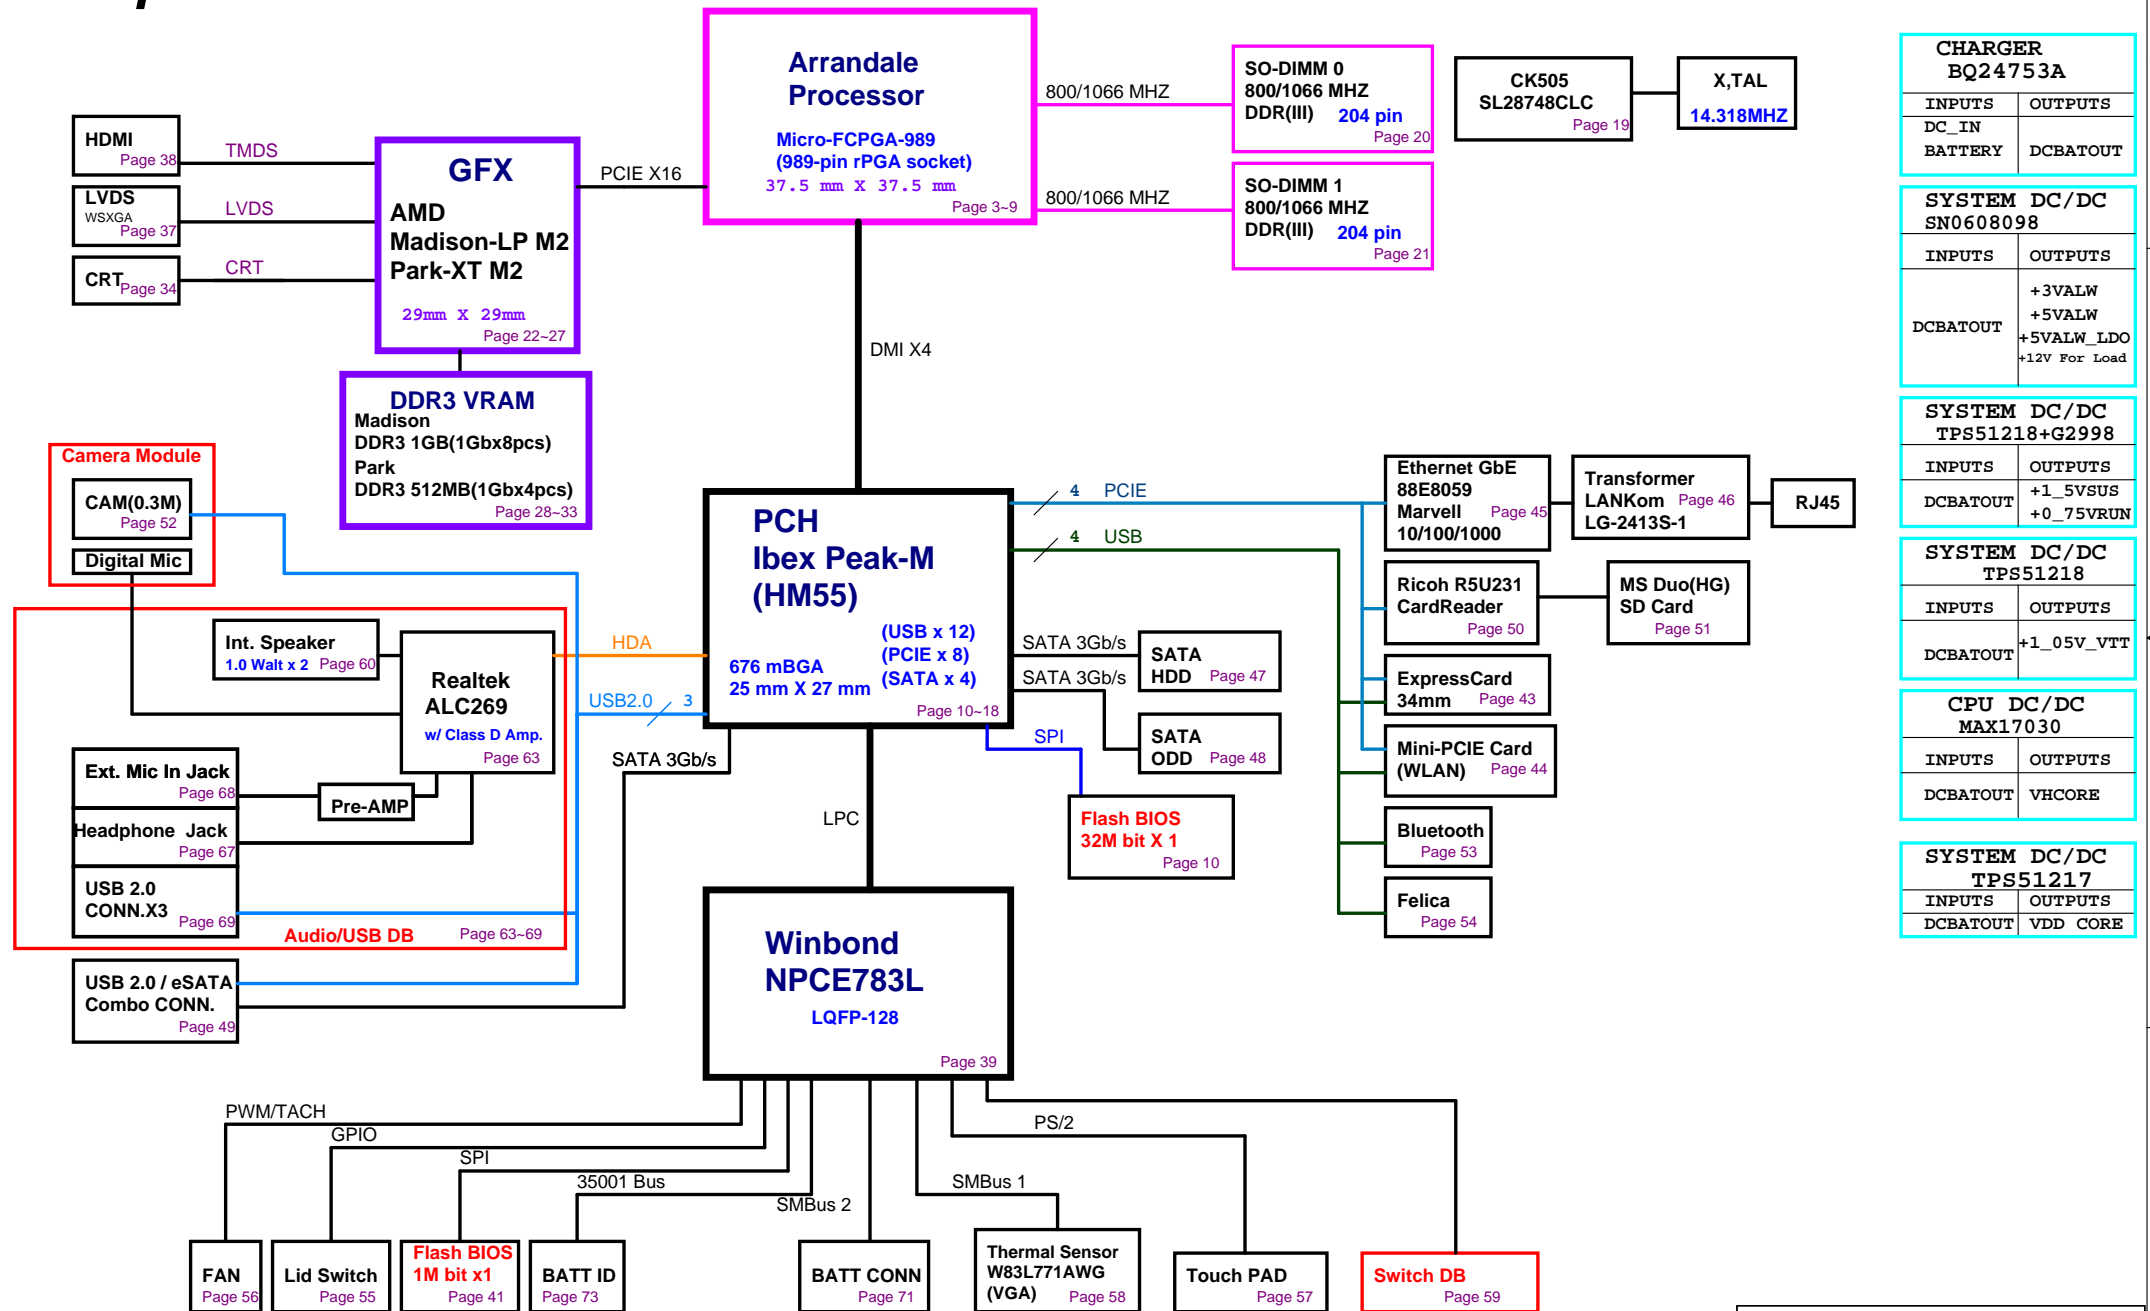 Arrandale
Processor
Micro-FCPGA-989
(989-pin rPGA socket)
37.5 mm X 37.5 mm
Page 3~9
800/1066 MHZ
SO-DIMM 0
800/1066 MHZ
DDR(III) 204 pin
Page 20
800/1066 MHZ
SO-DIMM 1
800/1066 MHZ
DDR(III) 204 pin
Page 21
CK505
SL28748CLC
Page 19
X,TAL
14.318MHZ
HDMI
Page 38
TMDS
LVDS
WSXGA
Page 37
LVDS
CRT
Page 34
CRT
GFX
AMD
Madison-LP M2
Park-XT M2
29mm X 29mm
Page 22~27
PCIE X16
DDR3 VRAM
Madison
DDR3 1GB(1Gbx8pcs)
Park
DDR3 512MB(1Gbx4pcs)
Page 28~33
DMI X4
Camera Module
CAM(0.3M)
Page 52
Digital Mic
Int. Speaker
1.0 Walt x 2 Page 60
Realtek
ALC269
w/ Class D Amp.
Page 63
HDA
USB2.0 3
SATA 3Gb/s
Ext. Mic In Jack
Page 68
Pre-AMP
Headphone Jack
Page 67
USB 2.0
CONN.X3
Page 69
Audio/USB DB Page 63~69
USB 2.0 / eSATA
Combo CONN.
Page 49
PCH
Ibex Peak-M
(HM55)
(USB x 12)
(PCIE x 8)
(SATA x 4)
676 mBGA
25 mm X 27 mm
Page 10~18
4 PCIE
4 USB
SATA 3Gb/s
SATA
HDD Page 47
SATA 3Gb/s
SATA
ODD Page 48
SPI
Flash BIOS
32M bit X 1
Page 10
LPC
Ethernet GbE
88E8059
Marvell
10/100/1000
Page 45
Transformer
LANKom
LG-2413S-1
Page 46
RJ45
Ricoh R5U231
CardReader
Page 50
MS Duo(HG)
SD Card
Page 51
ExpressCard
34mm Page 43
Mini-PCIE Card
(WLAN) Page 44
Bluetooth
Page 53
Felica
Page 54
Winbond
NPCE783L
LQFP-128
Page 39
PWM/TACH
GPIO
SPI
35001 Bus
SMBus 2
SMBus 1
PS/2
FAN
Page 56
Lid Switch
Page 55
Flash BIOS
1M bit x1
Page 41
BATT ID
Page 73
BATT CONN
Page 71
Thermal Sensor
W83L771AWG
(VGA) Page 58
Touch PAD
Page 57
Switch DB
Page 59
CHARGER
BQ24753A
INPUTS OUTPUTS
DC_IN
BATTERY DCBATOUT
SYSTEM DC/DC
SN0608098
INPUTS OUTPUTS
DCBATOUT
+3VALW
+5VALW
+5VALW_LDO
+12V For Load
SYSTEM DC/DC
TPS51218+G2998
INPUTS OUTPUTS
DCBATOUT
+1_5VSUS
+0_75VRUN
SYSTEM DC/DC
TPS51218
INPUTS OUTPUTS
DCBATOUT +1_05V_VTT
CPU DC/DC
MAX17030
INPUTS OUTPUTS
DCBATOUT VHCORE
SYSTEM DC/DC
TPS51217
INPUTS OUTPUTS
DCBATOUT VDD CORE